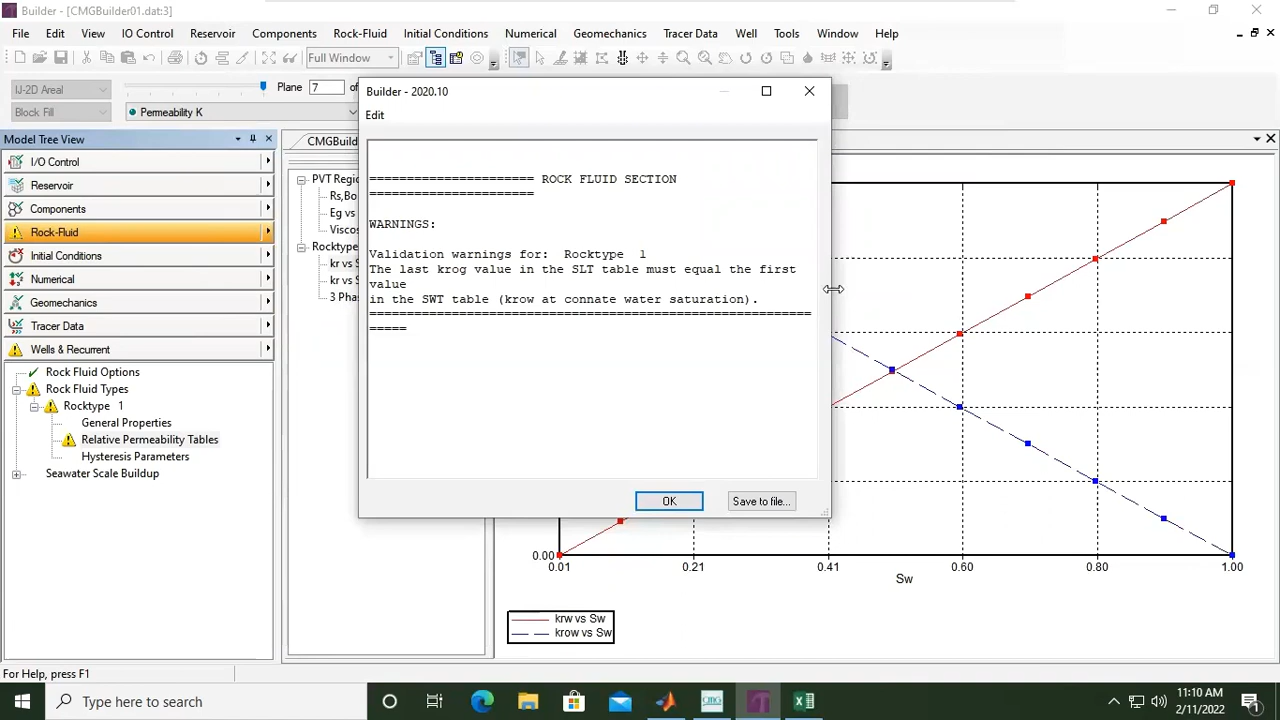 Builder - [CMGBuilder01.dat:3]
File Edit View IO Control Reservoir Components Rock-Fluid Initial Conditions Numerical Geomechanics Tracer Data Well Tools Window Help
Full Window
IJ-2D Areal
Plane 7 of
Block Fill
Permeability K
Builder - 2020.10
Edit
Model Tree View
CMGBuil
I/O Control
Reservoir
Components
Rock-Fluid
Initial Conditions
Numerical
Geomechanics
Tracer Data
Wells & Recurrent
Rock Fluid Options
Rock Fluid Types
Rocktype 1
General Properties
Relative Permeability Tables
Hysteresis Parameters
Seawater Scale Buildup
PVT Regio
Rs,Bo
Eg vs
Viscos
Rocktype
kr vs S
kr vs S
3 Phas
====================== ROCK FLUID SECTION
======================
WARNINGS:
Validation warnings for: Rocktype 1
The last krog value in the SLT table must equal the first
value
in the SWT table (krow at connate water saturation).
===========================================================
=====
OK Save to file...
0.00
0.01 0.21 0.41 0.60 0.80 1.00
Sw
krw vs Sw
krow vs Sw
For Help, press F1
Type here to search
cmg
11:10 AM
2/11/2022
1